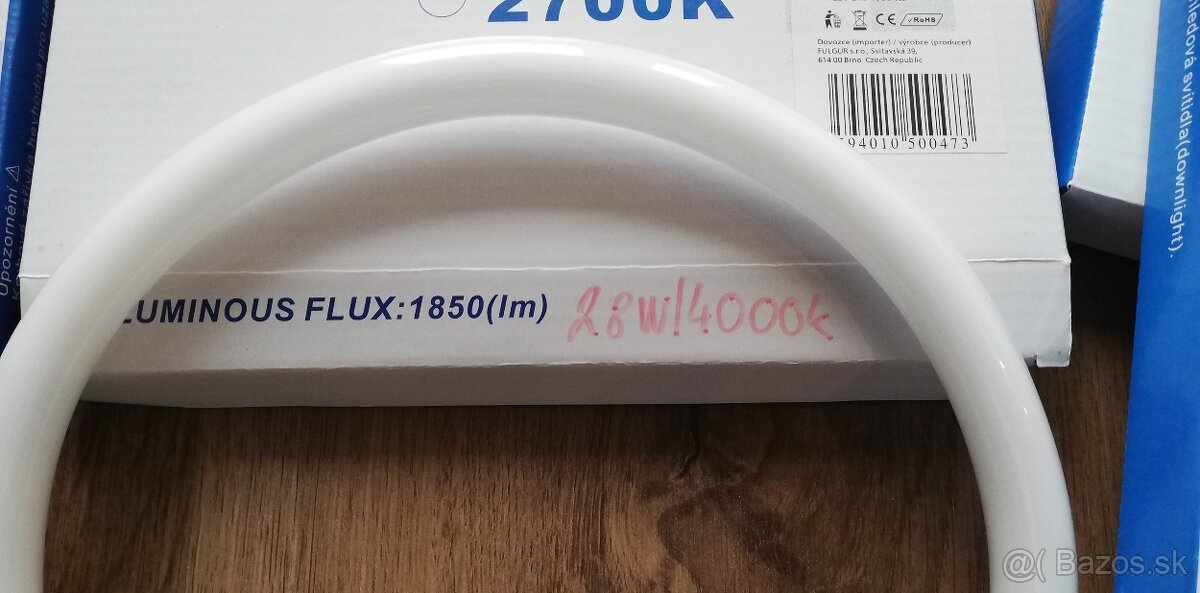 2700K
RoHS
Dovozce (importer) / výrobce (producer)
FULGUR s.r.o., Svitavská 39,
614 00 Brno Czech Republic
94010 500473
Upozornění
LUMINOUS FLUX:1850(lm)
28W!4000k
svítidla(downlight).
@( Bazos.sk